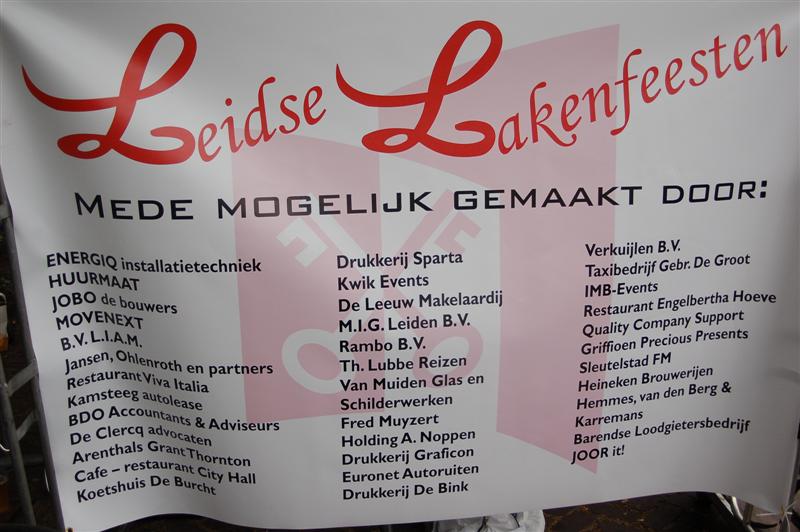 Leidse Lakenfeesten
MEDE MOGELIJK GEMAAKT DOOR:
ENERGIQ installatietechniek
HUURMAAT
JOBO de bouwers
MOVENEXT
B.V. L.I.A.M.
Jansen, Ohlenroth en partners
Restaurant Viva Italia
Kamsteeg autolease
BDO Accountants & Adviseurs
De Clercq advocaten
Arenthals Grant Thornton
Cafe – restaurant City Hall
Koetshuis De Burcht
Drukkerij Sparta
Kwik Events
De Leeuw Makelaardij
M.I.G. Leiden B.V.
Rambo B.V.
Th. Lubbe Reizen
Van Muiden Glas en
Schilderwerken
Fred Muyzert
Holding A. Noppen
Drukkerij Graficon
Euronet Autoruiten
Drukkerij De Bink
Verkuijlen B.V.
Taxibedrijf Gebr. De Groot
IMB-Events
Restaurant Engelbertha Hoeve
Quality Company Support
Griffioen Precious Presents
Sleutelstad FM
Heineken Brouwerijen
Hemmes, van den Berg &
Karremans
Barendse Loodgietersbedrijf
JOOR it!